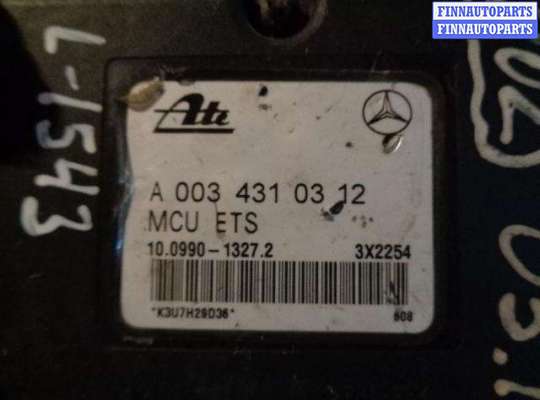 FINNAUTOPARTS
FINNAUTOPARTS
L-1543
Ate
A 003 431 03 12
MCU ETS
10.0990-1327.2 3X2254
*K3U7H29D36* 608